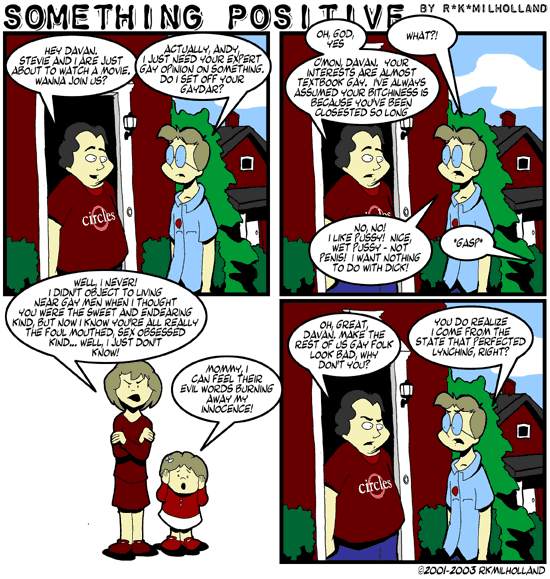 SOMETHING POSITIVE BY R*K*MILHOLLAND
HEY DAVAN.
STEVIE AND I ARE JUST
ABOUT TO WATCH A MOVIE.
WANNA JOIN US?
ACTUALLY, ANDY,
I JUST NEED YOUR EXPERT
GAY OPINION ON SOMETHING.
DO I SET OFF YOUR
GAYDAR?
circles
OH, GOD,
YES
C'MON, DAVAN. YOUR
INTERESTS ARE ALMOST
TEXTBOOK GAY. I'VE ALWAYS
ASSUMED YOUR BITCHINESS IS
BECAUSE YOU'VE BEEN
CLOSESTED SO LONG
WHAT?!
NO, NO!
I LIKE PUSSY! NICE,
WET PUSSY - NOT
PENIS! I WANT NOTHING
TO DO WITH DICK!
*GASP*
circles
WELL, I NEVER!
I DIDN'T OBJECT TO LIVING
NEAR GAY MEN WHEN I THOUGHT
YOU WERE THE SWEET AND ENDEARING
KIND, BUT NOW I KNOW YOU'RE ALL REALLY
THE FOUL MOUTHED, SEX OBSESSED
KIND... WELL, I JUST DON'T
KNOW!
MOMMY, I
CAN FEEL THEIR
EVIL WORDS BURNING
AWAY MY
INNOCENCE!
OH, GREAT,
DAVAN. MAKE THE
REST OF US GAY FOLK
LOOK BAD, WHY
DON'T YOU?
YOU DO REALIZE
I COME FROM THE
STATE THAT PERFECTED
LYNCHING, RIGHT?
circles
©2001-2003 RKMILHOLLAND